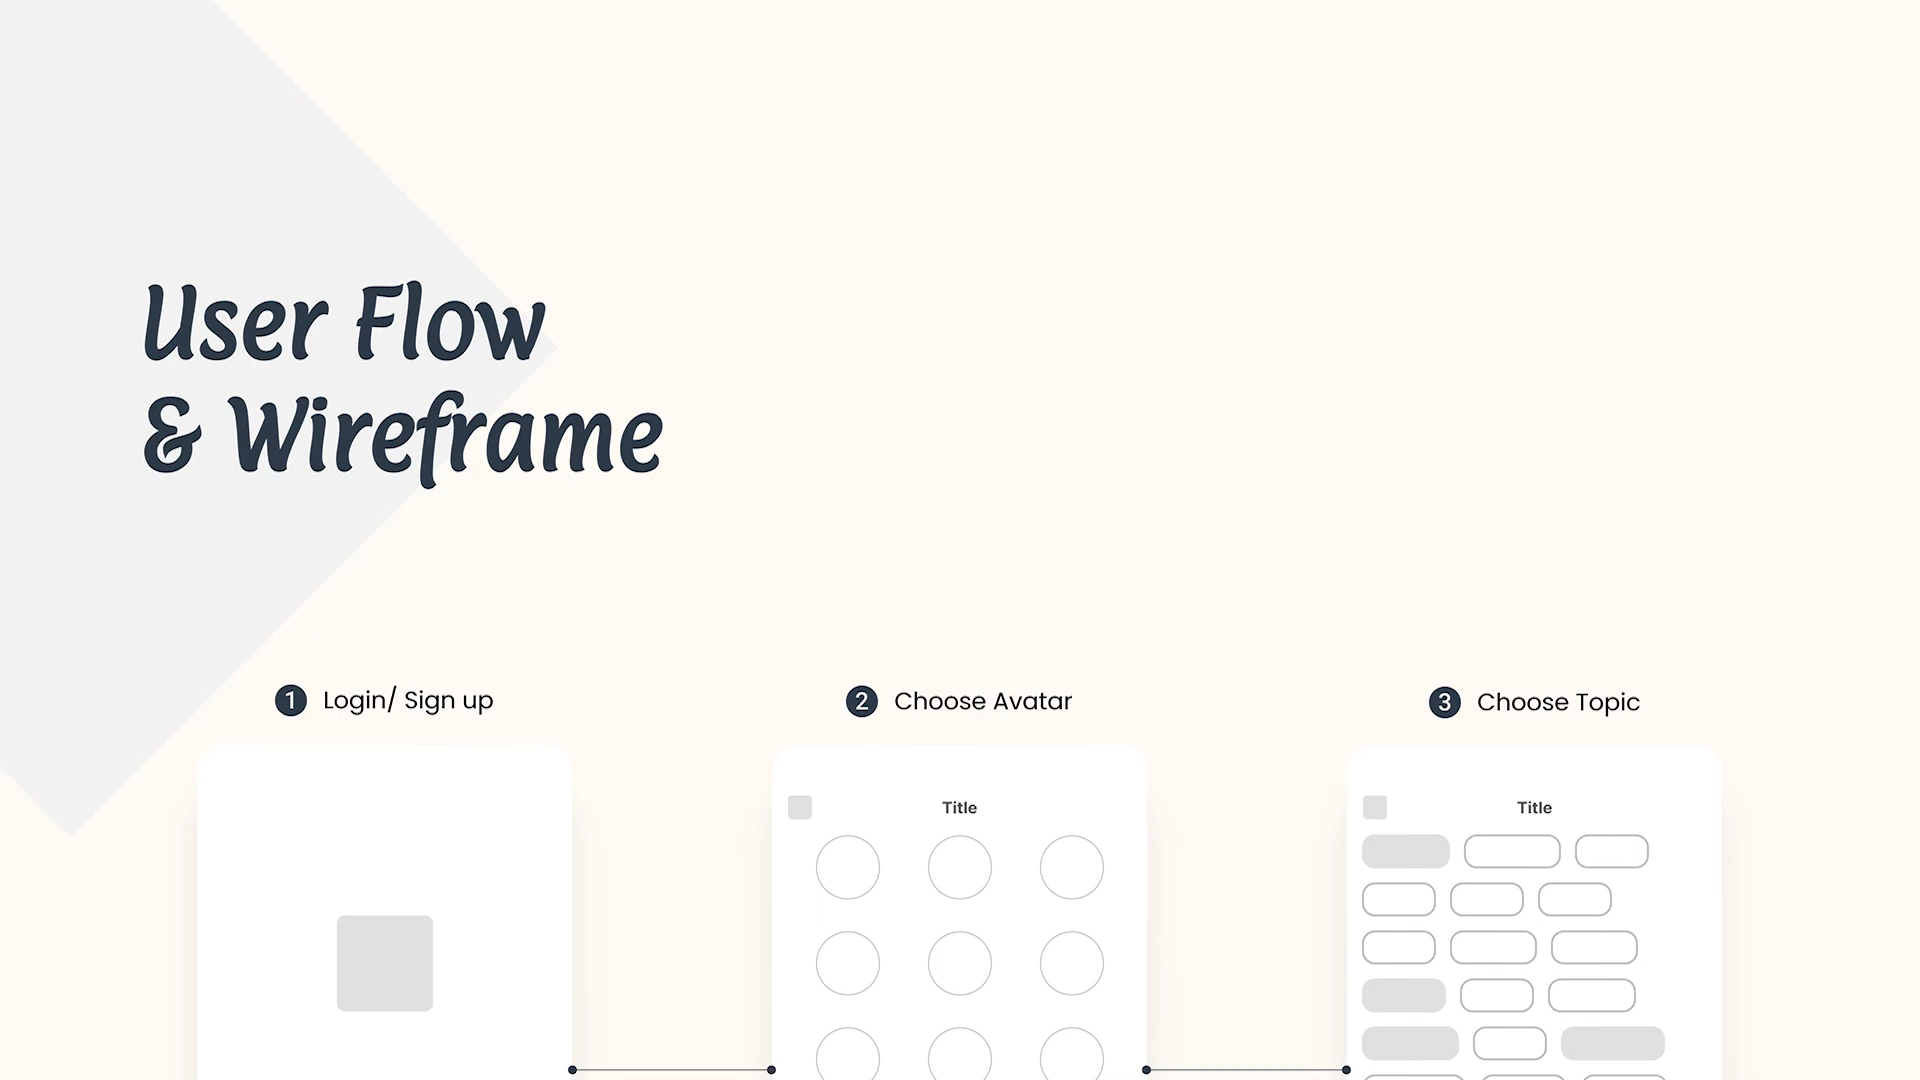 User Flow
& Wireframe
1 Login/ Sign up
2 Choose Avatar
3 Choose Topic
Title
Title